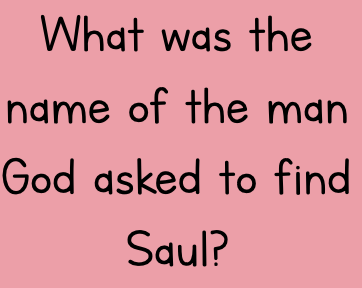 What was the
name of the man
God asked to find
Saul?